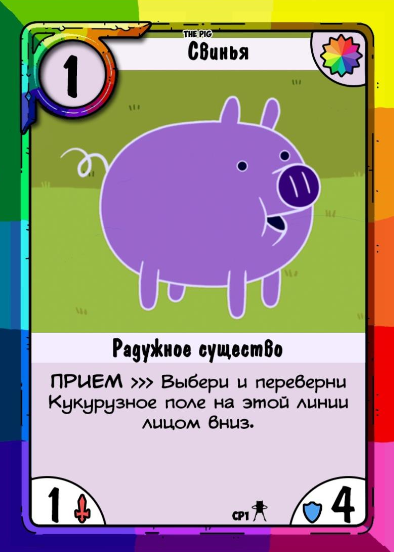 THE PIG
Свинья
1
Радужное существо
ПРИЕМ >>> Выбери и переверни
Кукурузное поле на этой линии
лицом вниз.
1
CP1
4